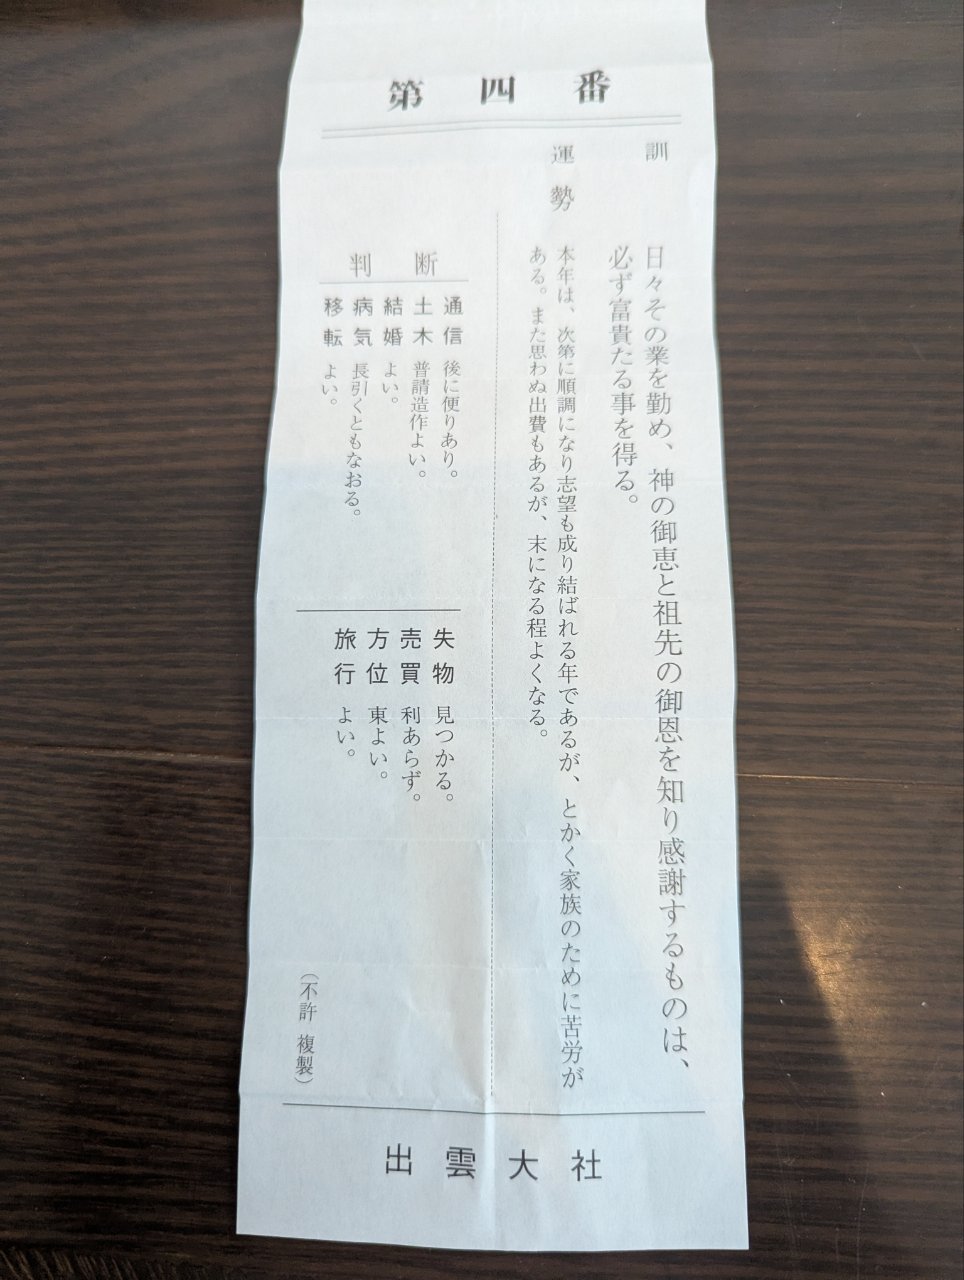 第四番
訓
日々その業を勤め、神の御恵と祖先の御恩を知り感謝するものは、
必ず富貴たる事を得る。
運勢
本年は、次第に順調になり志望も成り結ばれる年であるが、とかく家族のために苦労が
ある。また思わぬ出費もあるが、末になる程よくなる。
判断
通信 後に便りあり。
土木 普請造作よい。
結婚 よい。
病気 長引くともなおる。
移転 よい。
失物 見つかる。
売買 利あらず。
方位 東よい。
旅行 よい。
(不許 複製)
出雲大社